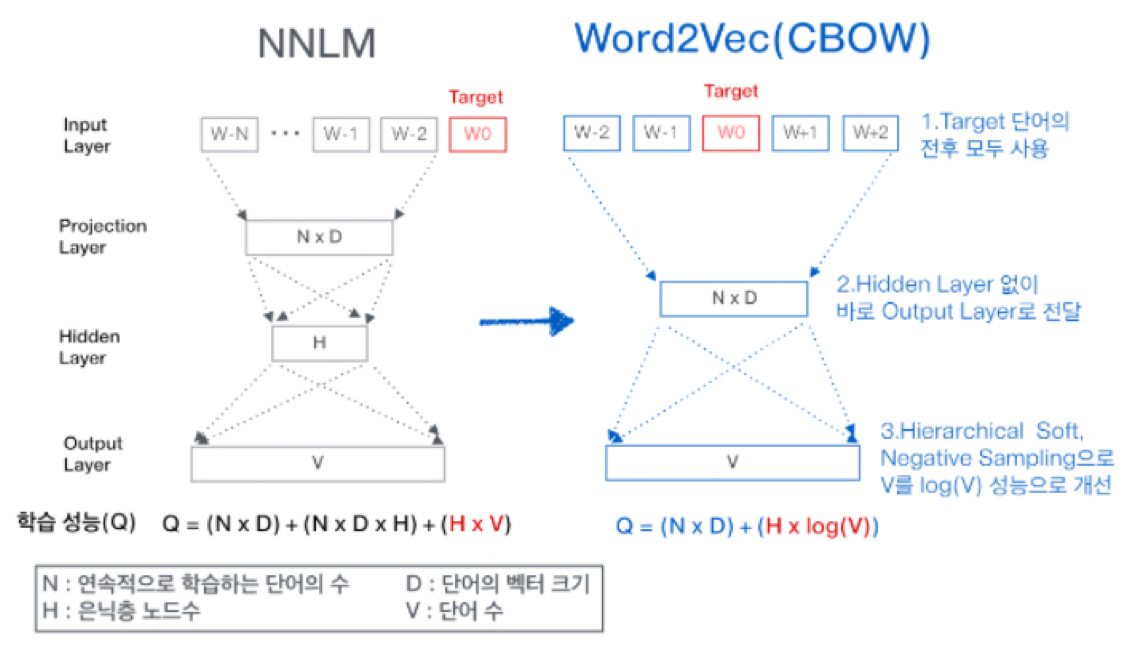 NNLM
Word2Vec(CBOW)
Target
Input
Layer
W-N
• • •
W-1
W-2
W0
Target
W-2
W-1
W0
W+1
W+2
1.Target 단어의
전후 모두 사용
Projection
Layer
N x D
N x D
2.Hidden Layer 없이
바로 Output Layer로 전달
Hidden
Layer
H
Output
Layer
V
V
3.Hierarchical Soft,
Negative Sampling으로
V를 log(V) 성능으로 개선
학습 성능(Q) Q = (N x D) + (N x D x H) + (H x V)
Q = (N x D) + (H x log(V))
N : 연속적으로 학습하는 단어의 수 D : 단어의 벡터 크기
H : 은닉층 노드수 V : 단어 수